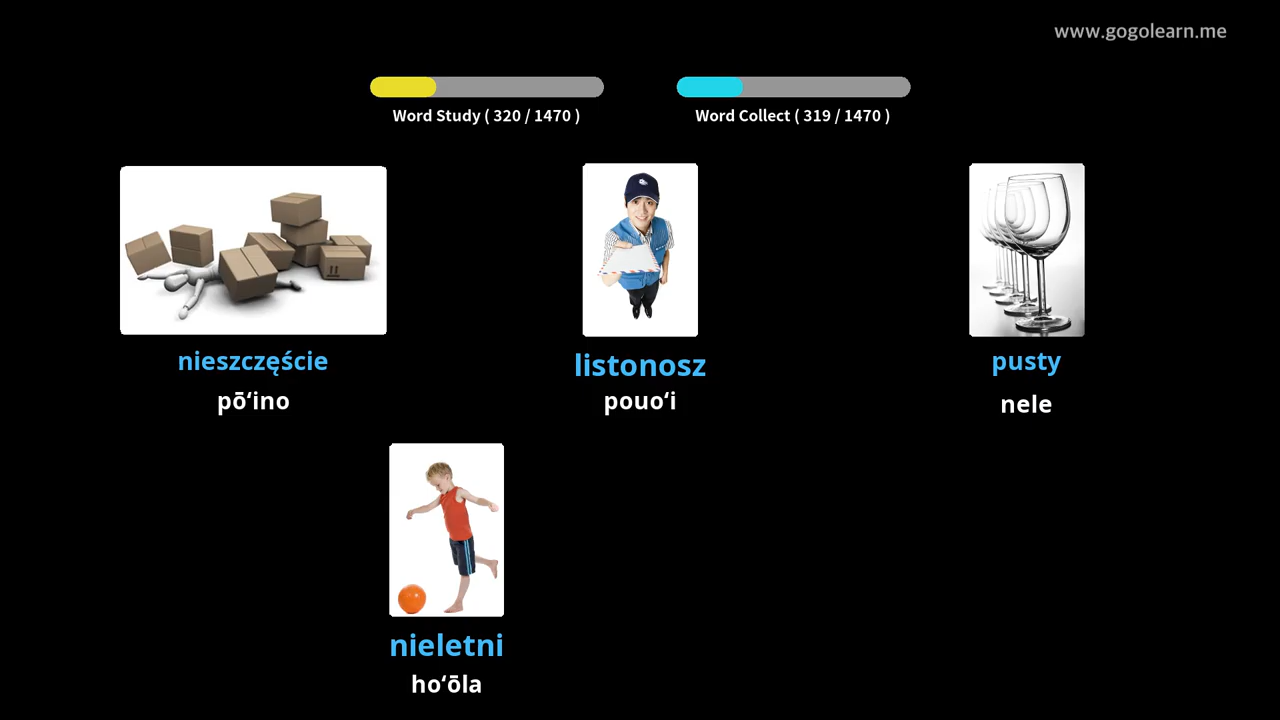 www.gogolearn.me
Word Study ( 320 / 1470 )
Word Collect ( 319 / 1470 )
nieszczęście
pōʻino
listonosz
pouoʻi
pusty
nele
nieletni
hoʻōla